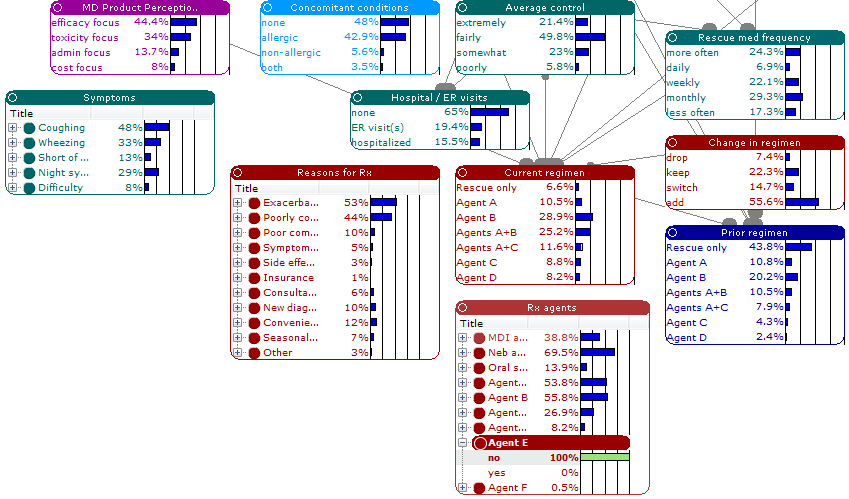 MD Product Perceptio..
efficacy focus 44.4%
toxicity focus 34%
admin focus 13.7%
cost focus 8%
Concomitant conditions
none 48%
allergic 42.9%
non-allergic 5.6%
both 3.5%
Average control
extremely 21.4%
fairly 49.8%
somewhat 23%
poorly 5.8%
Rescue med frequency
more often 24.3%
daily 6.9%
weekly 22.1%
monthly 29.3%
less often 17.3%
Symptoms
Title
Coughing 48%
Wheezing 33%
Short of ... 13%
Night sy... 29%
Difficulty 8%
Hospital / ER visits
none 65%
ER visit(s) 19.4%
hospitalized 15.5%
Change in regimen
drop 7.4%
keep 22.3%
switch 14.7%
add 55.6%
Reasons for Rx
Title
Exacerba... 53%
Poorly co... 44%
Poor com... 10%
Symptom... 5%
Side effe... 3%
Insurance 1%
Consulta... 6%
New diag... 10%
Convenie... 12%
Seasonal... 7%
Other 3%
Current regimen
Rescue only 6.6%
Agent A 10.5%
Agent B 28.9%
Agents A+B 25.2%
Agents A+C 11.6%
Agent C 8.8%
Agent D 8.2%
Prior regimen
Rescue only 43.8%
Agent A 10.8%
Agent B 20.2%
Agents A+B 10.5%
Agents A+C 7.9%
Agent C 4.3%
Agent D 2.4%
Rx agents
Title
MDI a... 38.8%
Neb a... 69.5%
Oral s... 13.9%
Agent... 53.8%
Agent B 55.8%
Agent... 26.9%
Agent... 8.2%
Agent E
no 100%
yes 0%
Agent F 0.5%